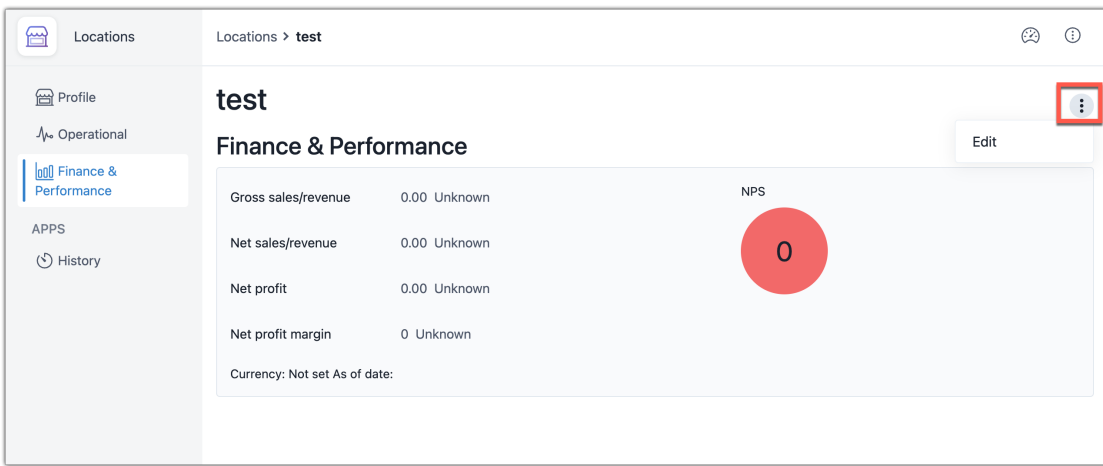 Locations
Locations > test
Profile
Operational
Finance &
Performance
APPS
History
test
Edit
Finance & Performance
Gross sales/revenue 0.00 Unknown
Net sales/revenue 0.00 Unknown
Net profit 0.00 Unknown
Net profit margin 0 Unknown
Currency: Not set As of date:
NPS
0